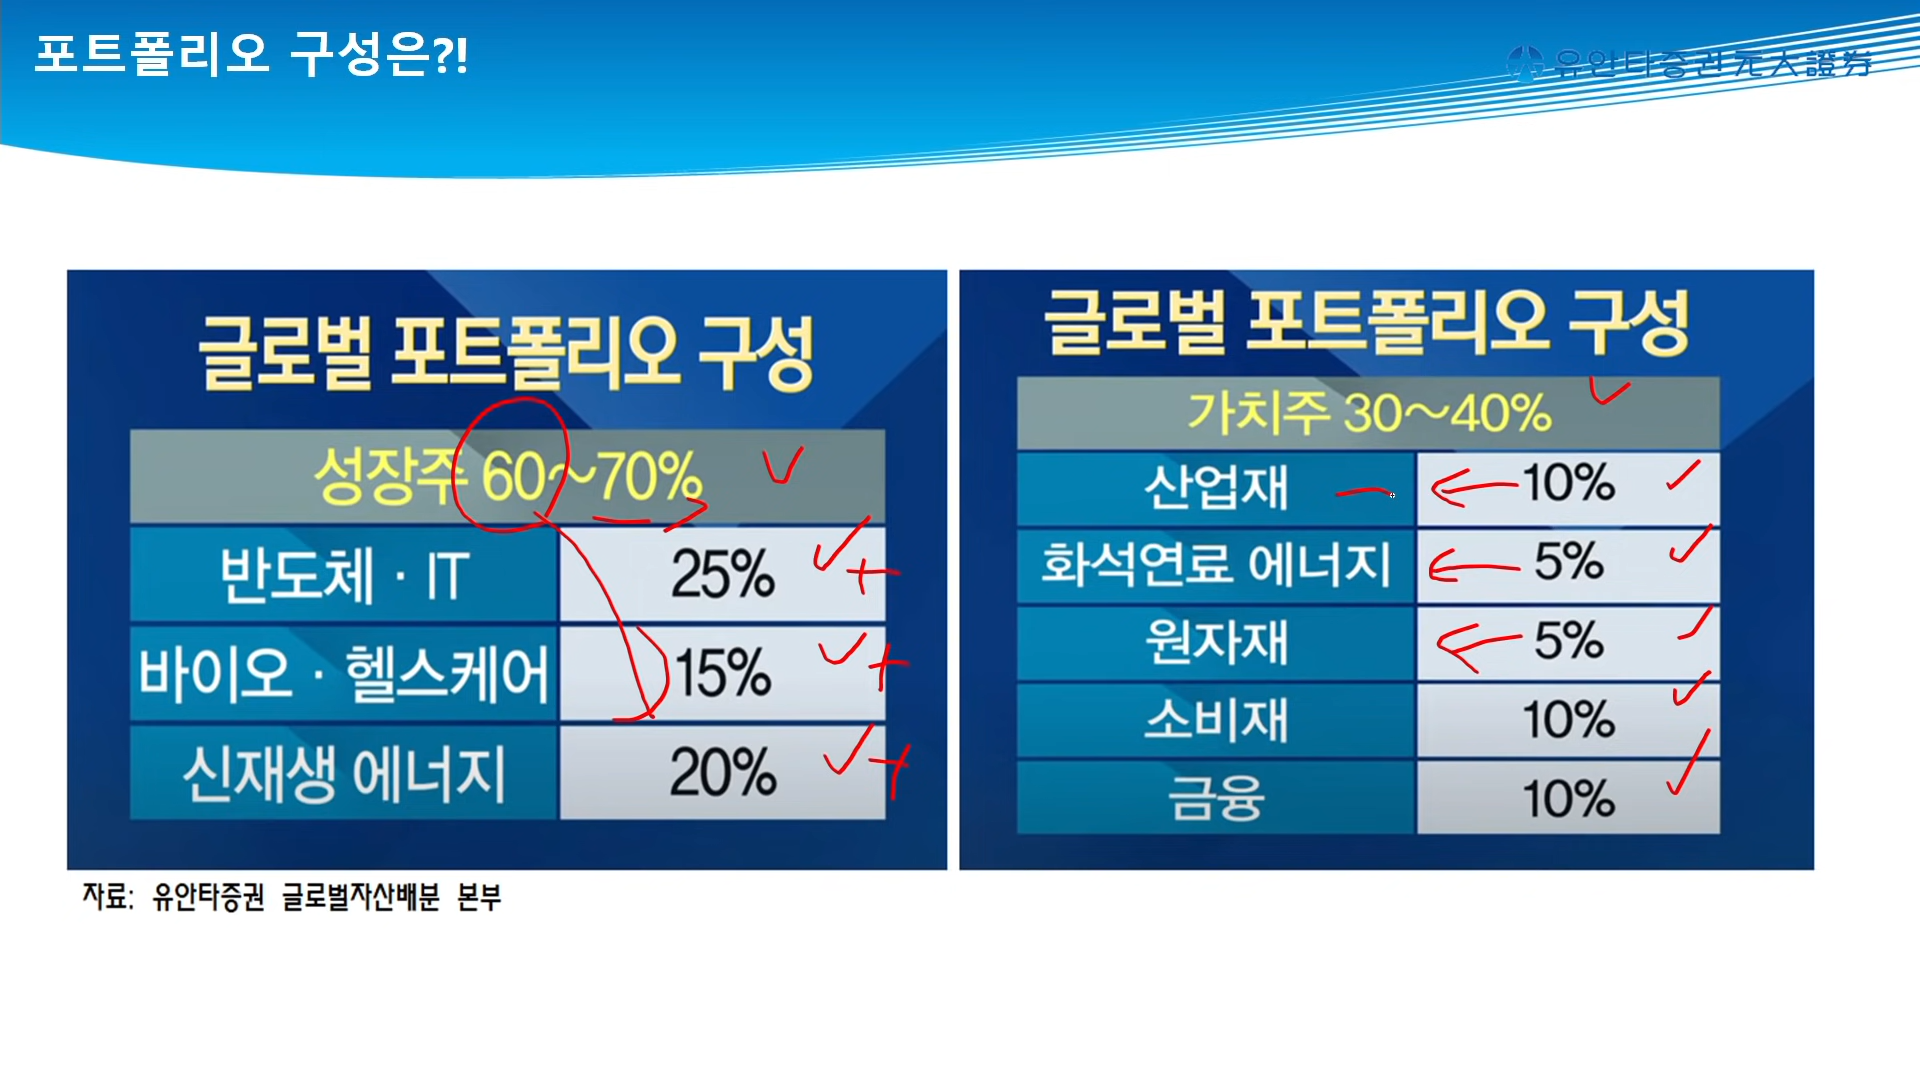 포트폴리오 구성은?!
유안타증권 元大證券
글로벌 포트폴리오 구성
성장주 60~70%
반도체 · IT 25%
바이오 · 헬스케어 15%
신재생 에너지 20%
글로벌 포트폴리오 구성
가치주 30~40%
산업재 10%
화석연료 에너지 5%
원자재 5%
소비재 10%
금융 10%
자료: 유안타증권 글로벌자산배분 본부